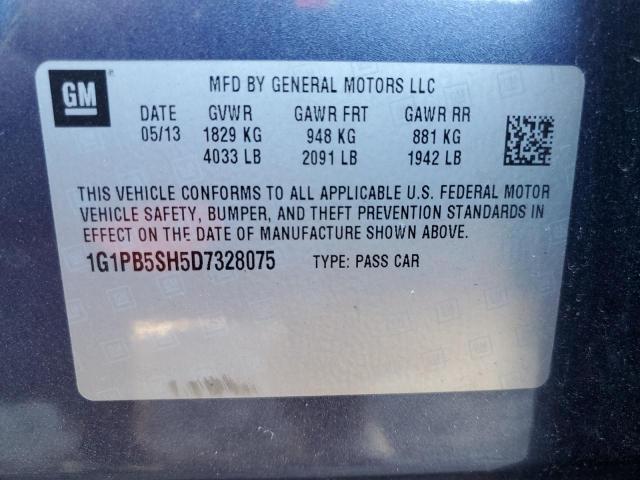 GM
MFD BY GENERAL MOTORS LLC
DATE GVWR GAWR FRT GAWR RR
05/13 1829 KG 948 KG 881 KG
4033 LB 2091 LB 1942 LB
THIS VEHICLE CONFORMS TO ALL APPLICABLE U.S. FEDERAL MOTOR
VEHICLE SAFETY, BUMPER, AND THEFT PREVENTION STANDARDS IN
EFFECT ON THE DATE OF MANUFACTURE SHOWN ABOVE.
1G1PB5SH5D7328075 TYPE: PASS CAR